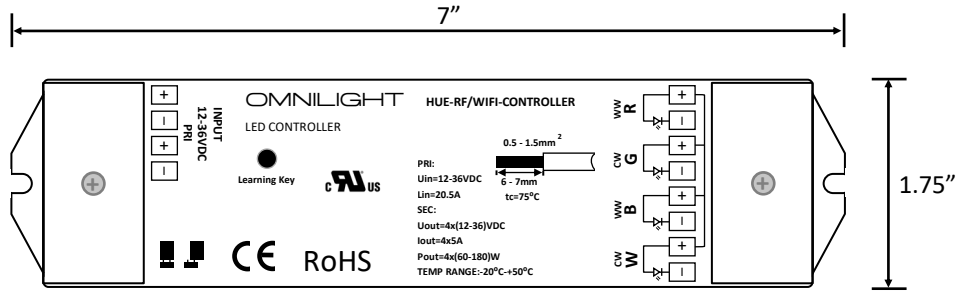 7”
+
−
+
−
INPUT
12-36VDC
PRI
OMNILIGHT
LED CONTROLLER
Learning Key
c RU US
CE
RoHS
HUE-RF/WIFI-CONTROLLER
0.5 - 1.5mm²
6 - 7mm
tc=75°C
PRI:
Uin=12-36VDC
Lin=20.5A
SEC:
Uout=4x(12-36)VDC
Iout=4x5A
Pout=4x(60-180)W
TEMP RANGE:-20°C-+50°C
WW R
+
−
CW G
+
−
WW B
+
−
CW W
+
−
1.75”